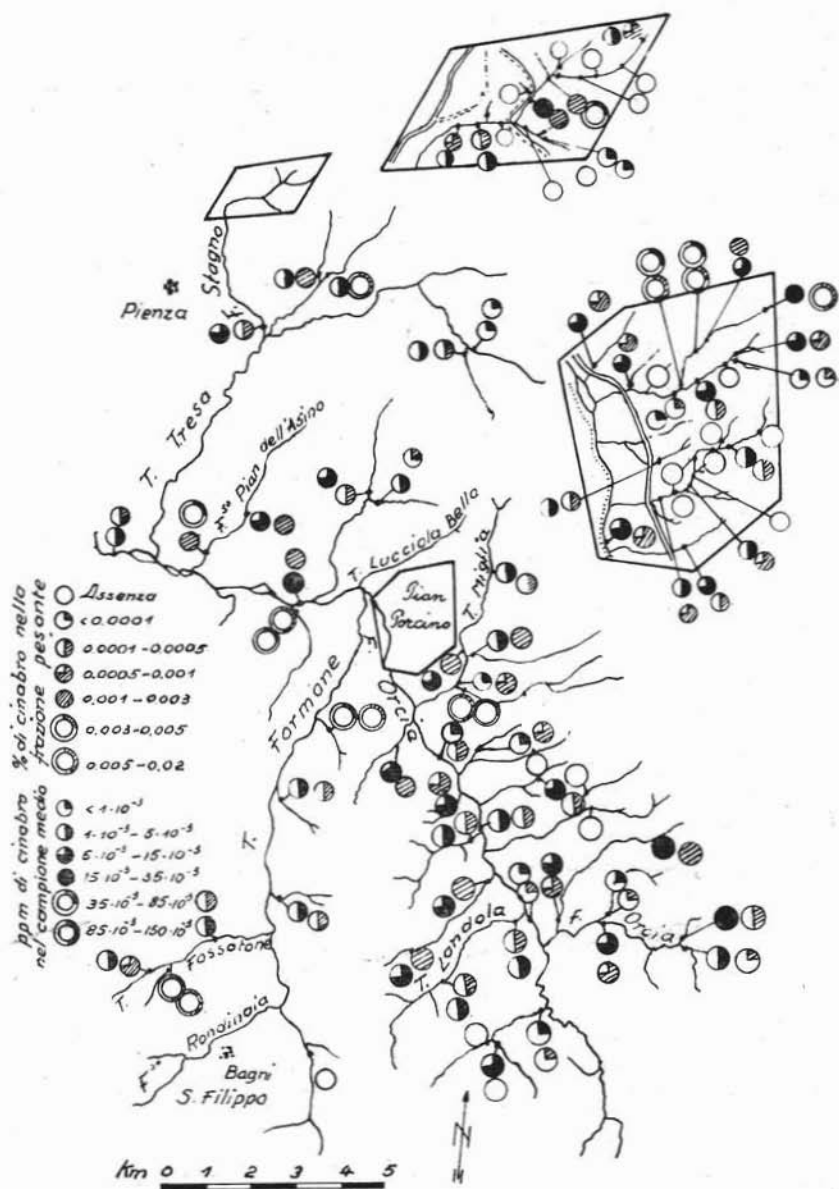 Pienza
F. Stagno
T. Tresa
F.sso Pian dell'Asino
T. Lucciola Bella
Pian
Porcino
T. Miglia
F.
Orcia
Formione
% di cinabro nella
frazione pesante
Assenza
<0.0001
0.0001-0.0005
0.0005-0.001
0.001-0.003
0.003-0.005
0.005-0.02
ppm di cinabro
nel campione medio
<1·10⁻³
1·10⁻³-5·10⁻³
5·10⁻³-15·10⁻³
15·10⁻³-35·10⁻³
35·10⁻³-85·10⁻³
85·10⁻³-150·10⁻³
T. Fossatone
F.sso Rondinaia
Bagni
S. Filippo
T. Landola
F. Orcia
N
Km 0 1 2 3 4 5